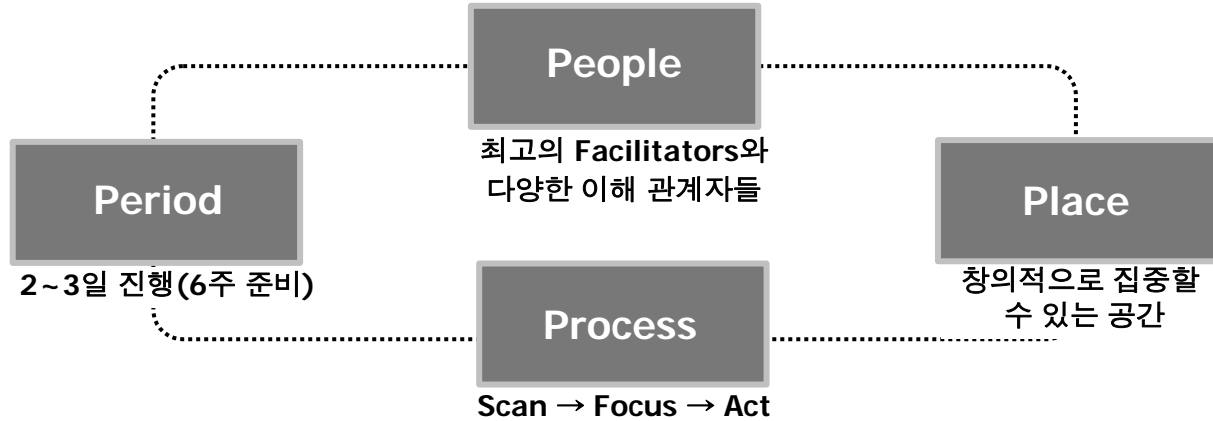 People
최고의 Facilitators와
다양한 이해 관계자들
Period
2~3일 진행(6주 준비)
Place
창의적으로 집중할
수 있는 공간
Process
Scan → Focus → Act